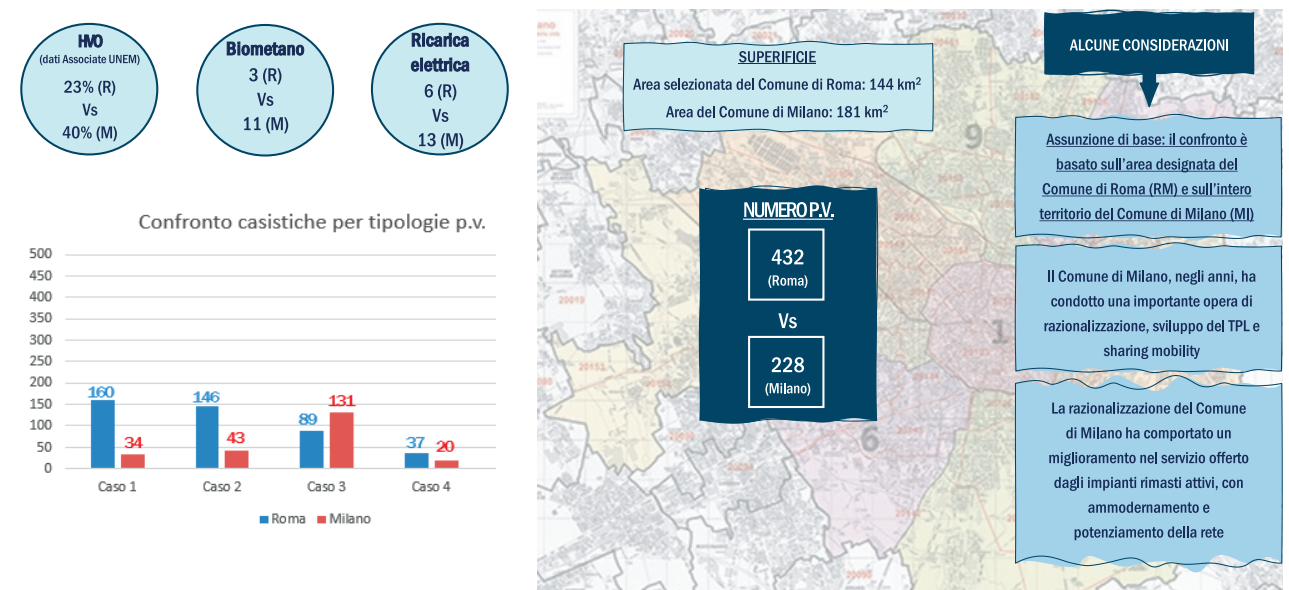 HVO
(dati Associate UNEM)
23% (R)
Vs
40% (M)
Biometano
3 (R)
Vs
11 (M)
Ricarica
elettrica
6 (R)
Vs
13 (M)
Confronto casistiche per tipologie p.v.
500
450
400
350
300
250
200
150
100
50
0
160
34
146
43
89
131
37
20
Caso 1
Caso 2
Caso 3
Caso 4
Roma
Milano
SUPERFICIE
Area selezionata del Comune di Roma: 144 km²
Area del Comune di Milano: 181 km²
NUMERO P.V.
432
(Roma)
Vs
228
(Milano)
9
1
6
ALCUNE CONSIDERAZIONI
Assunzione di base: il confronto è
basato sull'area designata del
Comune di Roma (RM) e sull'intero
territorio del Comune di Milano (MI)
Il Comune di Milano, negli anni, ha
condotto una importante opera di
razionalizzazione, sviluppo del TPL e
sharing mobility
La razionalizzazione del Comune
di Milano ha comportato un
miglioramento nel servizio offerto
dagli impianti rimasti attivi, con
ammodernamento e
potenziamento della rete